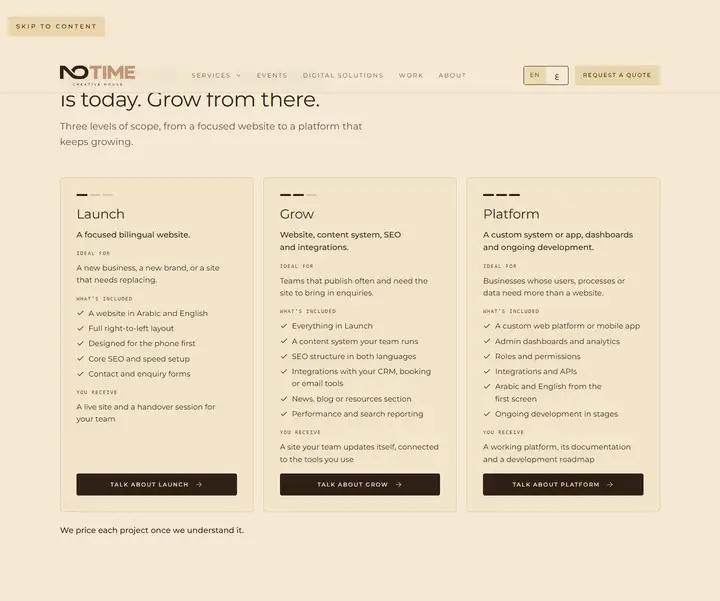 SKIP TO CONTENT
NOTIME
CREATIVE HOUSE
SERVICES
EVENTS
DIGITAL SOLUTIONS
WORK
ABOUT
EN
ع
REQUEST A QUOTE
is today. Grow from there.
Three levels of scope, from a focused website to a platform that
keeps growing.
Launch
A focused bilingual website.
IDEAL FOR
A new business, a new brand, or a site
that needs replacing.
WHAT'S INCLUDED
A website in Arabic and English
Full right-to-left layout
Designed for the phone first
Core SEO and speed setup
Contact and enquiry forms
YOU RECEIVE
A live site and a handover session for
your team
TALK ABOUT LAUNCH
Grow
Website, content system, SEO
and integrations.
IDEAL FOR
Teams that publish often and need the
site to bring in enquiries.
WHAT'S INCLUDED
Everything in Launch
A content system your team runs
SEO structure in both languages
Integrations with your CRM, booking
or email tools
News, blog or resources section
Performance and search reporting
YOU RECEIVE
A site your team updates itself, connected
to the tools you use
TALK ABOUT GROW
Platform
A custom system or app, dashboards
and ongoing development.
IDEAL FOR
Businesses whose users, processes or
data need more than a website.
WHAT'S INCLUDED
A custom web platform or mobile app
Admin dashboards and analytics
Roles and permissions
Integrations and APIs
Arabic and English from the
first screen
Ongoing development in stages
YOU RECEIVE
A working platform, its documentation
and a development roadmap
TALK ABOUT PLATFORM
We price each project once we understand it.